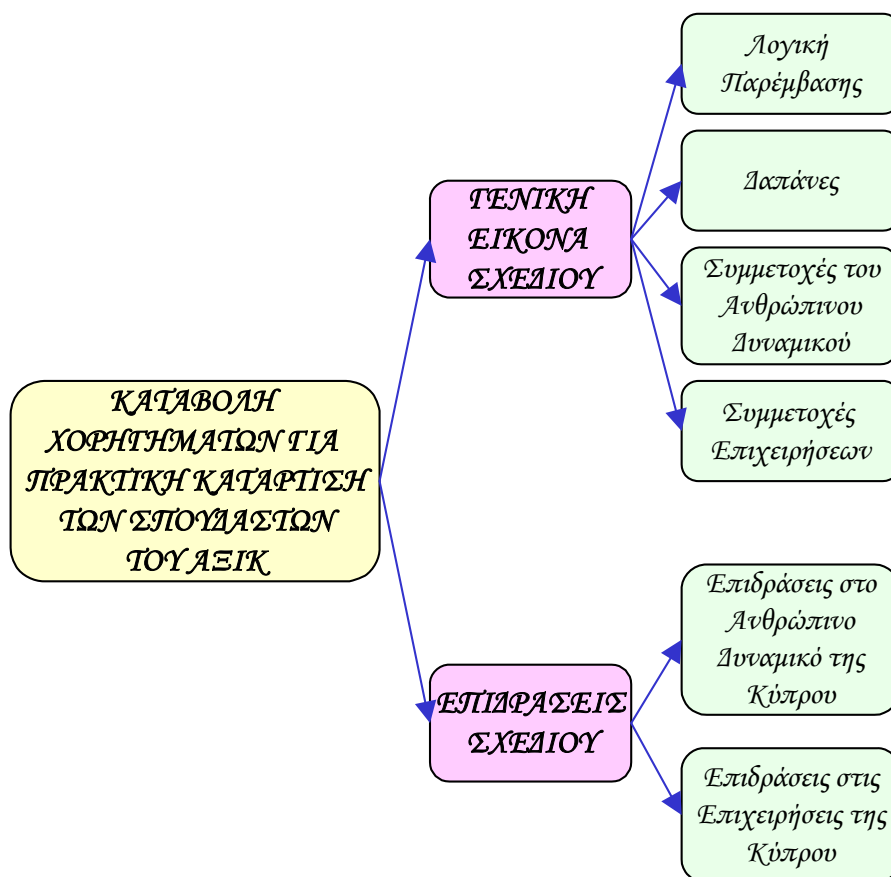 Λογική
Παρέμβασης
Δαπάνες
ΓΕΝΙΚΗ
ΕΙΚΟΝΑ
ΣΧΕΔΙΟΥ
Συμμετοχές του
Ανθρώπινου
Δυναμικού
Συμμετοχές
Επιχειρήσεων
ΚΑΤΑΒΟΛΗ
ΧΟΡΗΓΗΜΑΤΩΝ ΓΙΑ
ΠΡΑΚΤΙΚΗ ΚΑΤΑΡΤΙΣΗ
ΤΩΝ ΣΠΟΥΔΑΣΤΩΝ
ΤΟΥ ΑΞΙΚ
Επιδράσεις στο
Ανθρώπινο
Δυναμικό της
Κύπρου
ΕΠΙΔΡΑΣΕΙΣ
ΣΧΕΔΙΟΥ
Επιδράσεις στις
Επιχειρήσεις της
Κύπρου